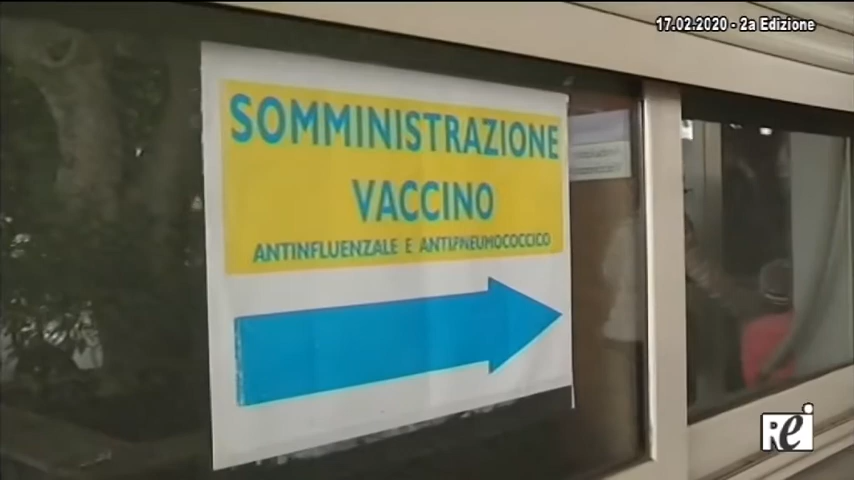 17.02.2020 - 2a Edizione
SOMMINISTRAZIONE
VACCINO
ANTINFLUENZALE E ANTIPNEUMOCOCCICO
Rei